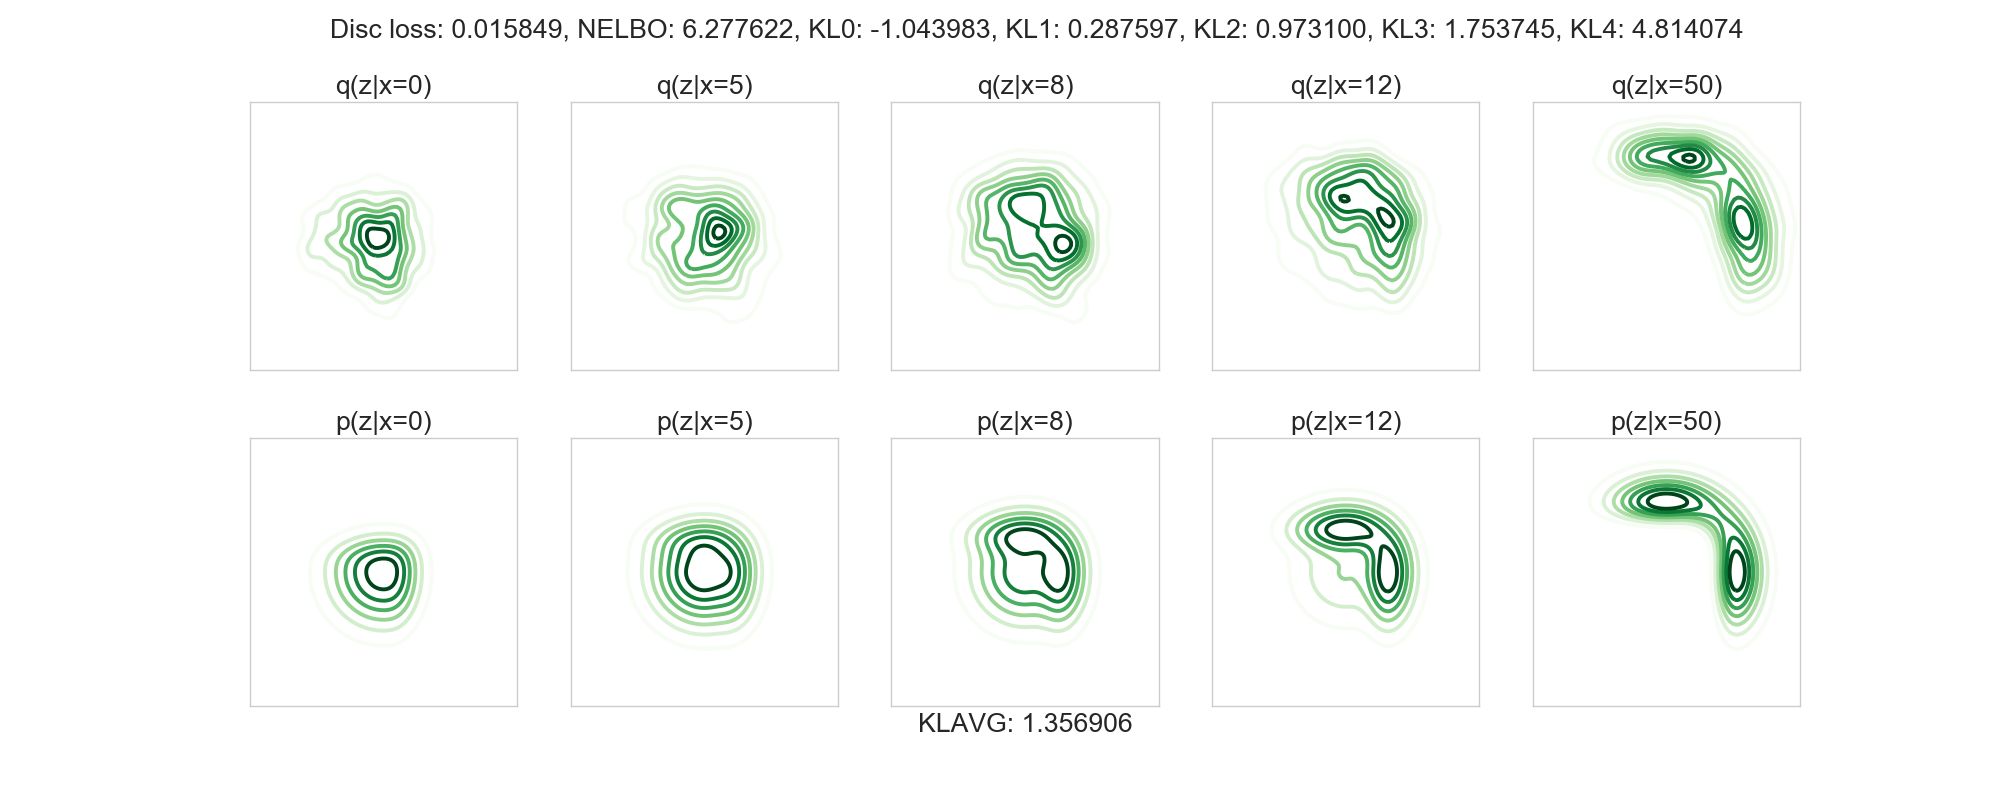 Disc loss: 0.015849, NELBO: 6.277622, KL0: -1.043983, KL1: 0.287597, KL2: 0.973100, KL3: 1.753745, KL4: 4.814074
q(z|x=0)
q(z|x=5)
q(z|x=8)
q(z|x=12)
q(z|x=50)
p(z|x=0)
p(z|x=5)
p(z|x=8)
p(z|x=12)
p(z|x=50)
KLAVG: 1.356906